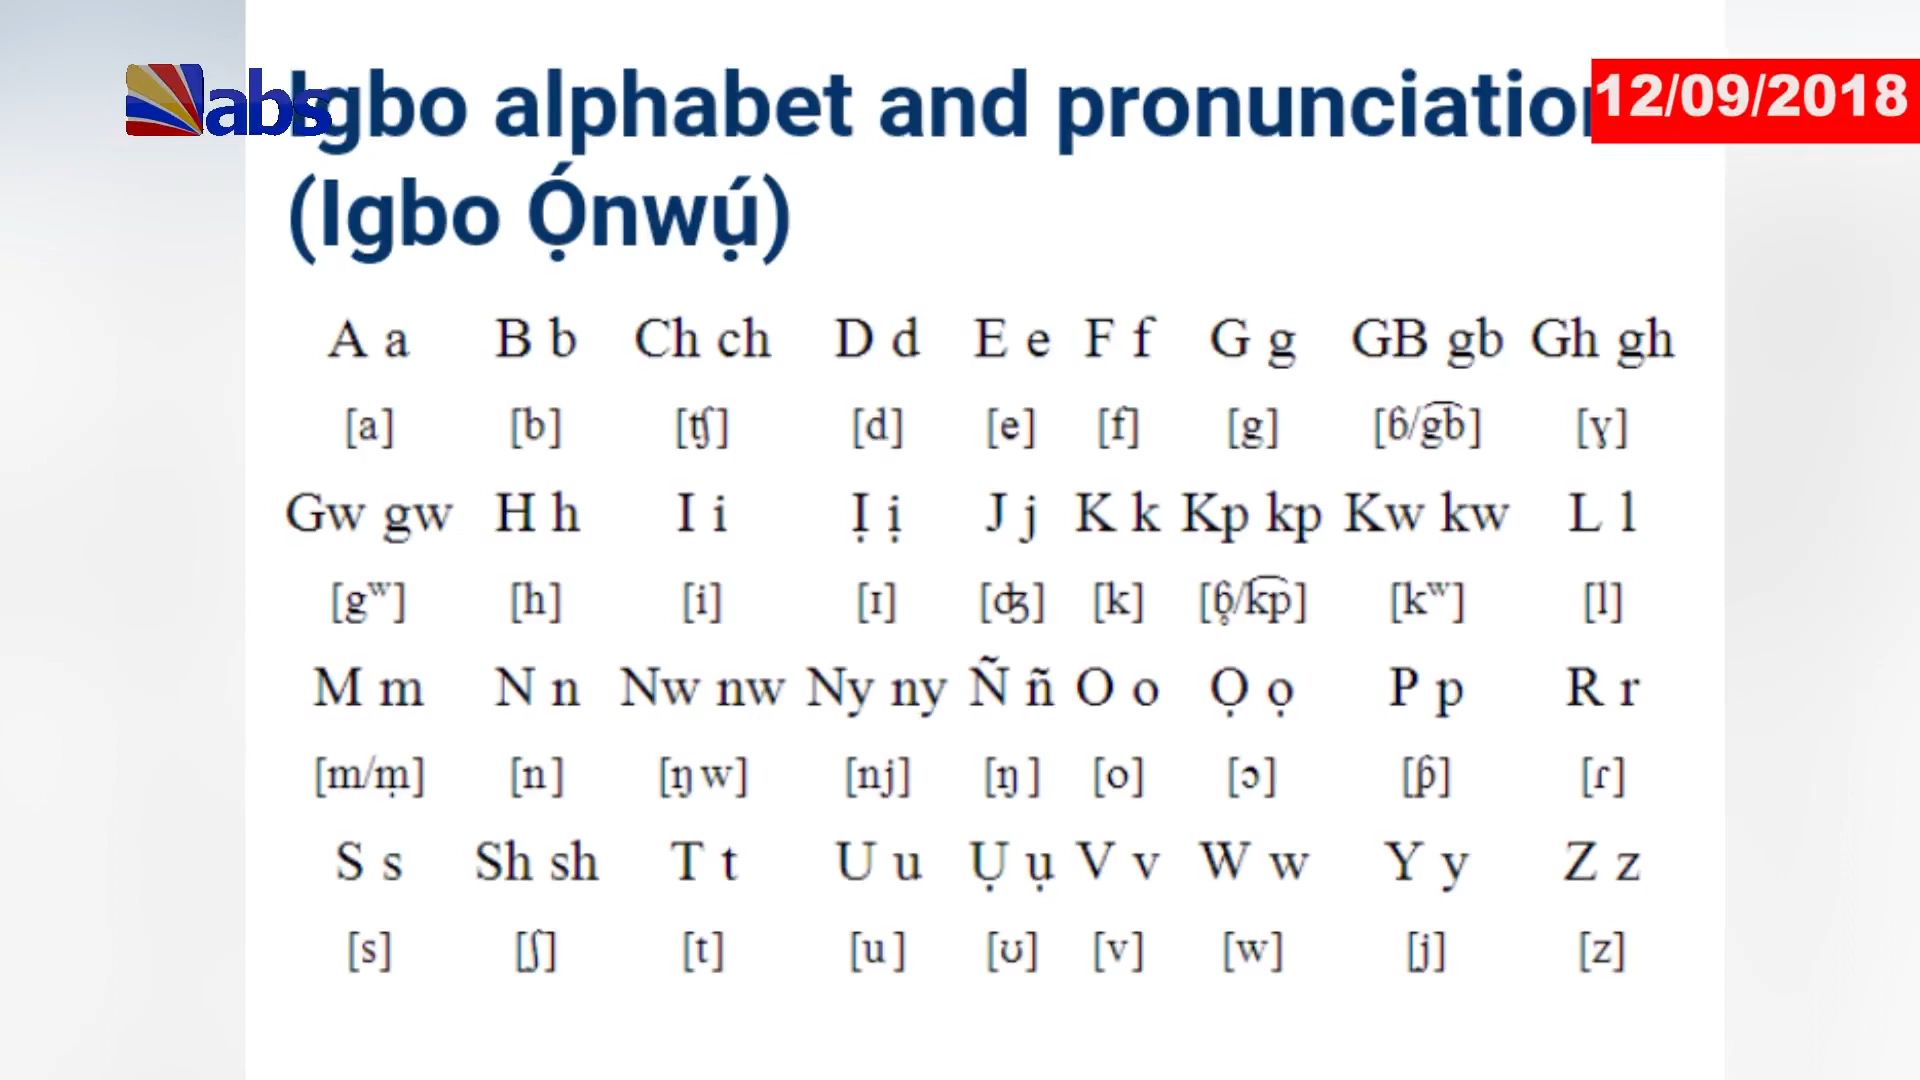 abs
Igbo alphabet and pronunciation
12/09/2018
(Igbo Ọ́nwụ́)
A a B b Ch ch D d E e F f G g GB gb Gh gh
[a] [b] [ʧ] [d] [e] [f] [g] [ɓ/g͡b] [ɣ]
Gw gw H h I i Ị ị J j K k Kp kp Kw kw L l
[gʷ] [h] [i] [ɪ] [ʤ] [k] [ɓ̥/k͡p] [kʷ] [l]
M m N n Nw nw Ny ny Ñ ñ O o Ọ ọ P p R r
[m/ṃ] [n] [ŋw] [nj] [ŋ] [o] [ɔ] [ƥ] [ɾ]
S s Sh sh T t U u Ụ ụ V v W w Y y Z z
[s] [ʃ] [t] [u] [ʊ] [v] [w] [j] [z]